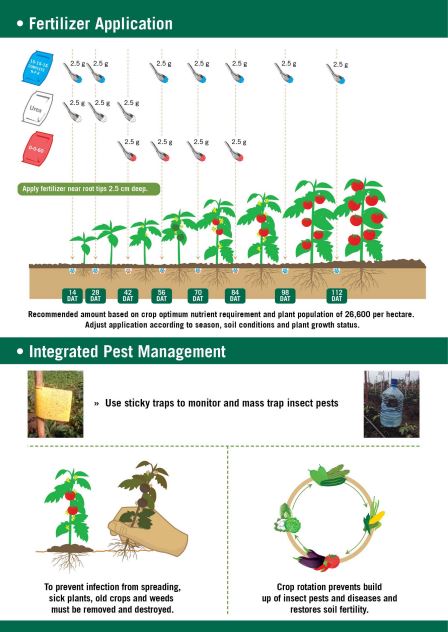 • Fertilizer Application
16-16-16
COMPLETE
N-P-K
2.5 g 2.5 g 2.5 g 2.5 g 2.5 g 2.5 g 2.5 g
Urea
2.5 g 2.5 g 2.5 g
0-0-60
2.5 g 2.5 g 2.5 g 2.5 g
Apply fertilizer near root tips 2.5 cm deep.
14 DAT 28 DAT 42 DAT 56 DAT 70 DAT 84 DAT 98 DAT 112 DAT
Recommended amount based on crop optimum nutrient requirement and plant population of 26,600 per hectare.
Adjust application according to season, soil conditions and plant growth status.
• Integrated Pest Management
» Use sticky traps to monitor and mass trap insect pests
To prevent infection from spreading,
sick plants, old crops and weeds
must be removed and destroyed.
Crop rotation prevents build
up of insect pests and diseases and
restores soil fertility.